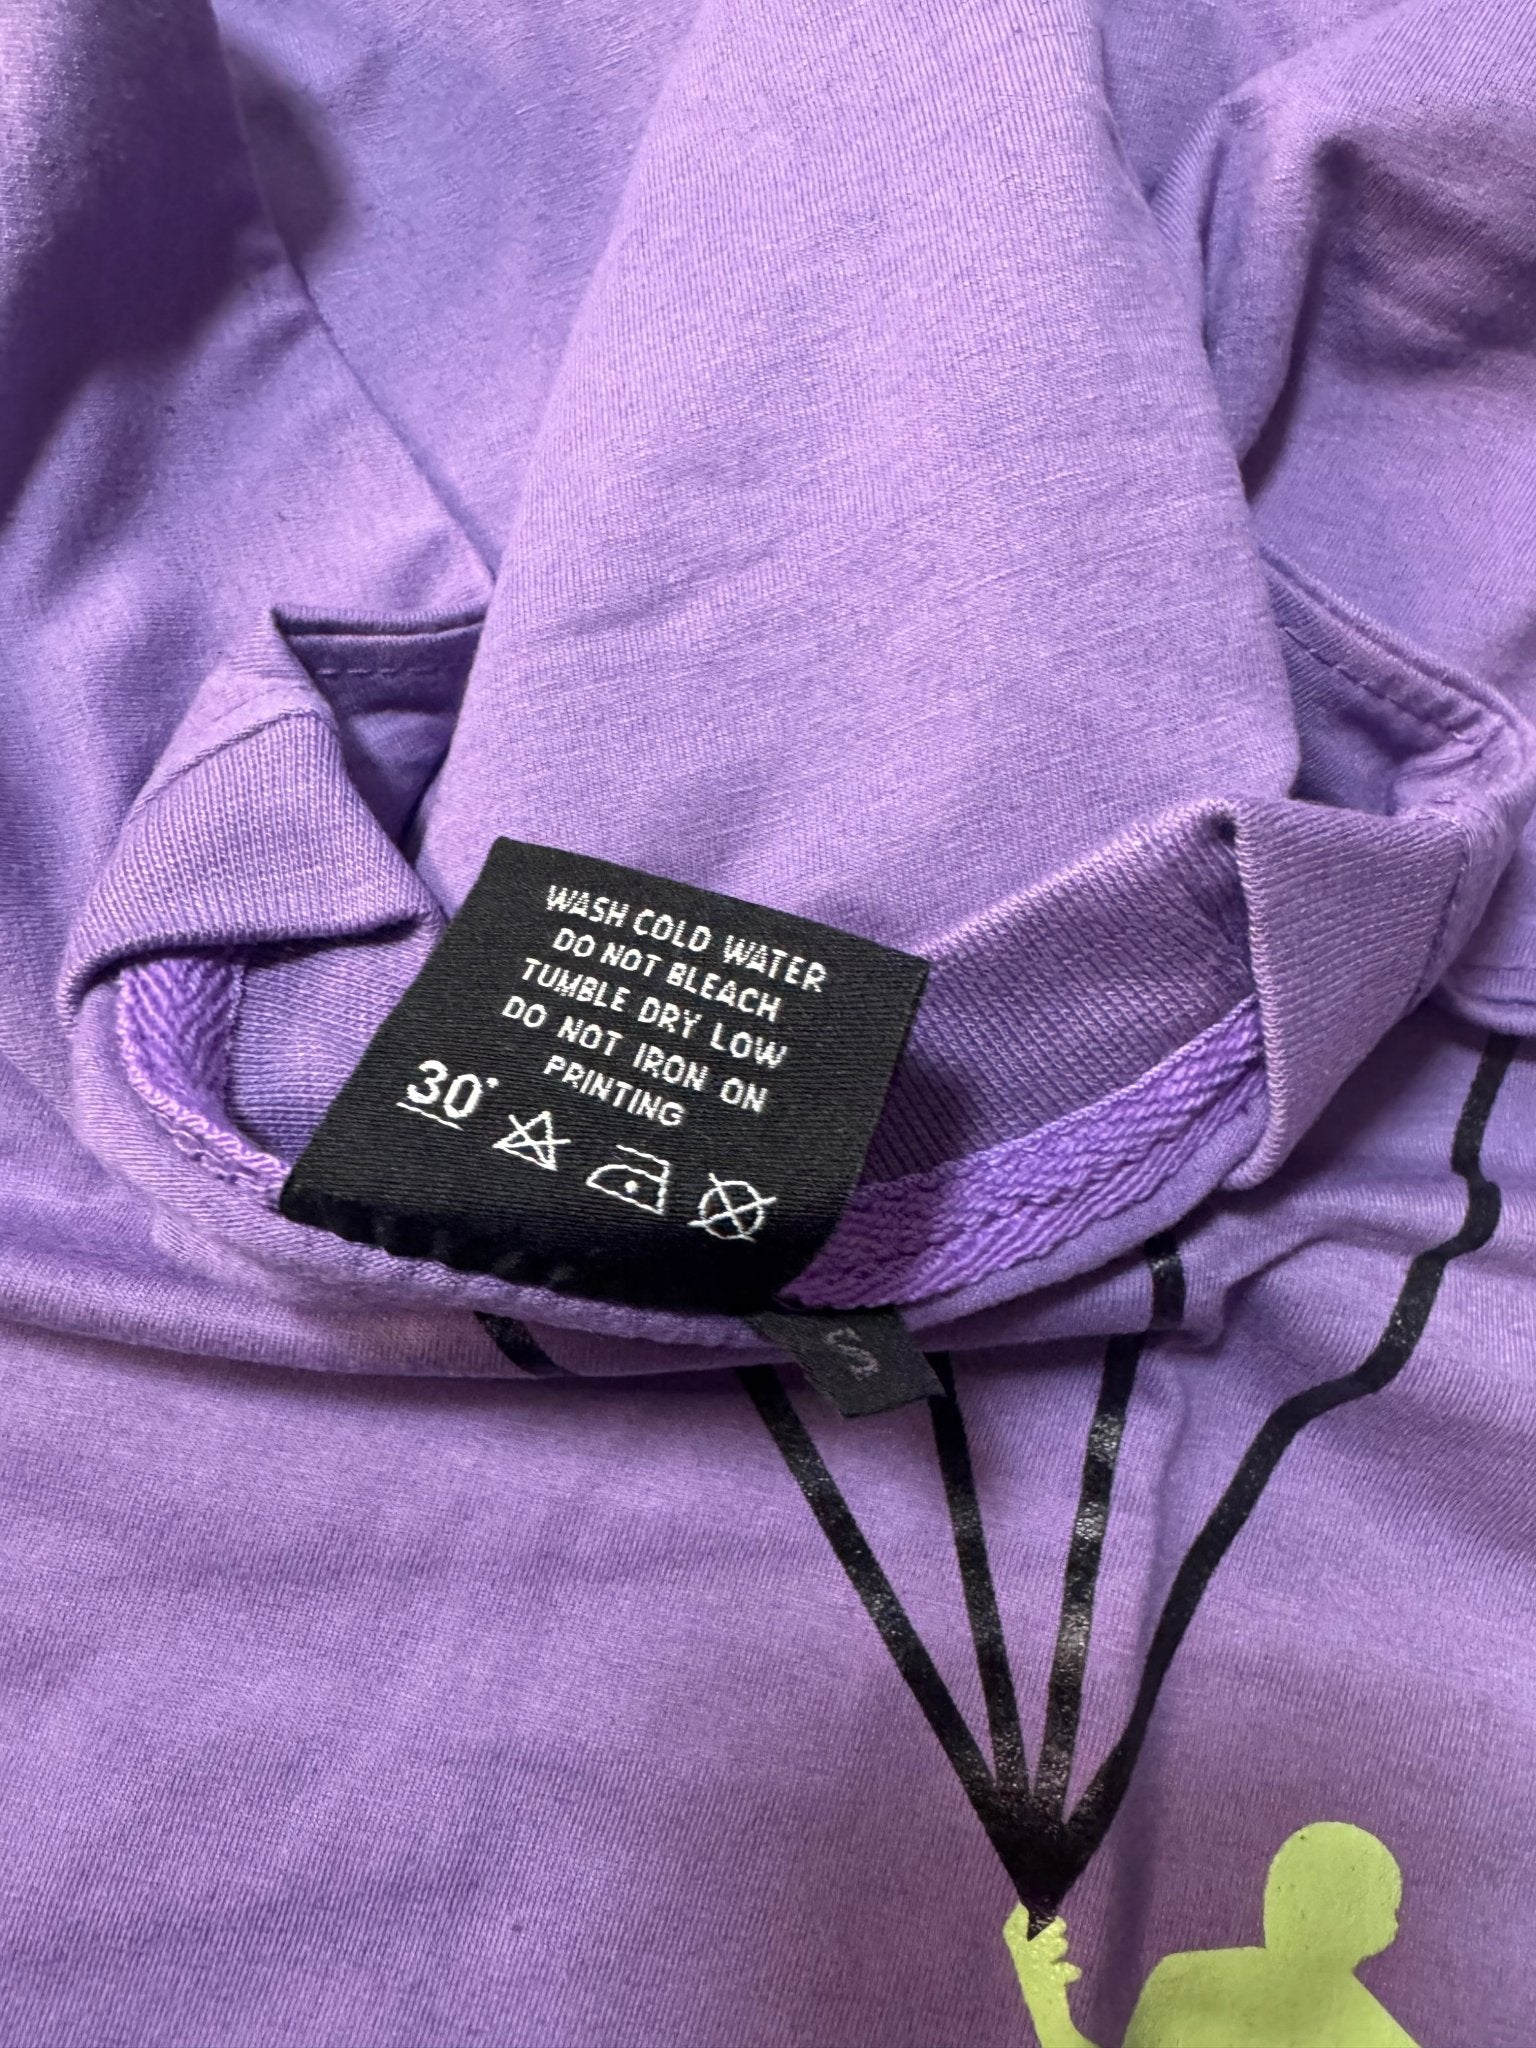 WASH COLD WATER
DO NOT BLEACH
TUMBLE DRY LOW
DO NOT IRON ON
PRINTING
30°
S